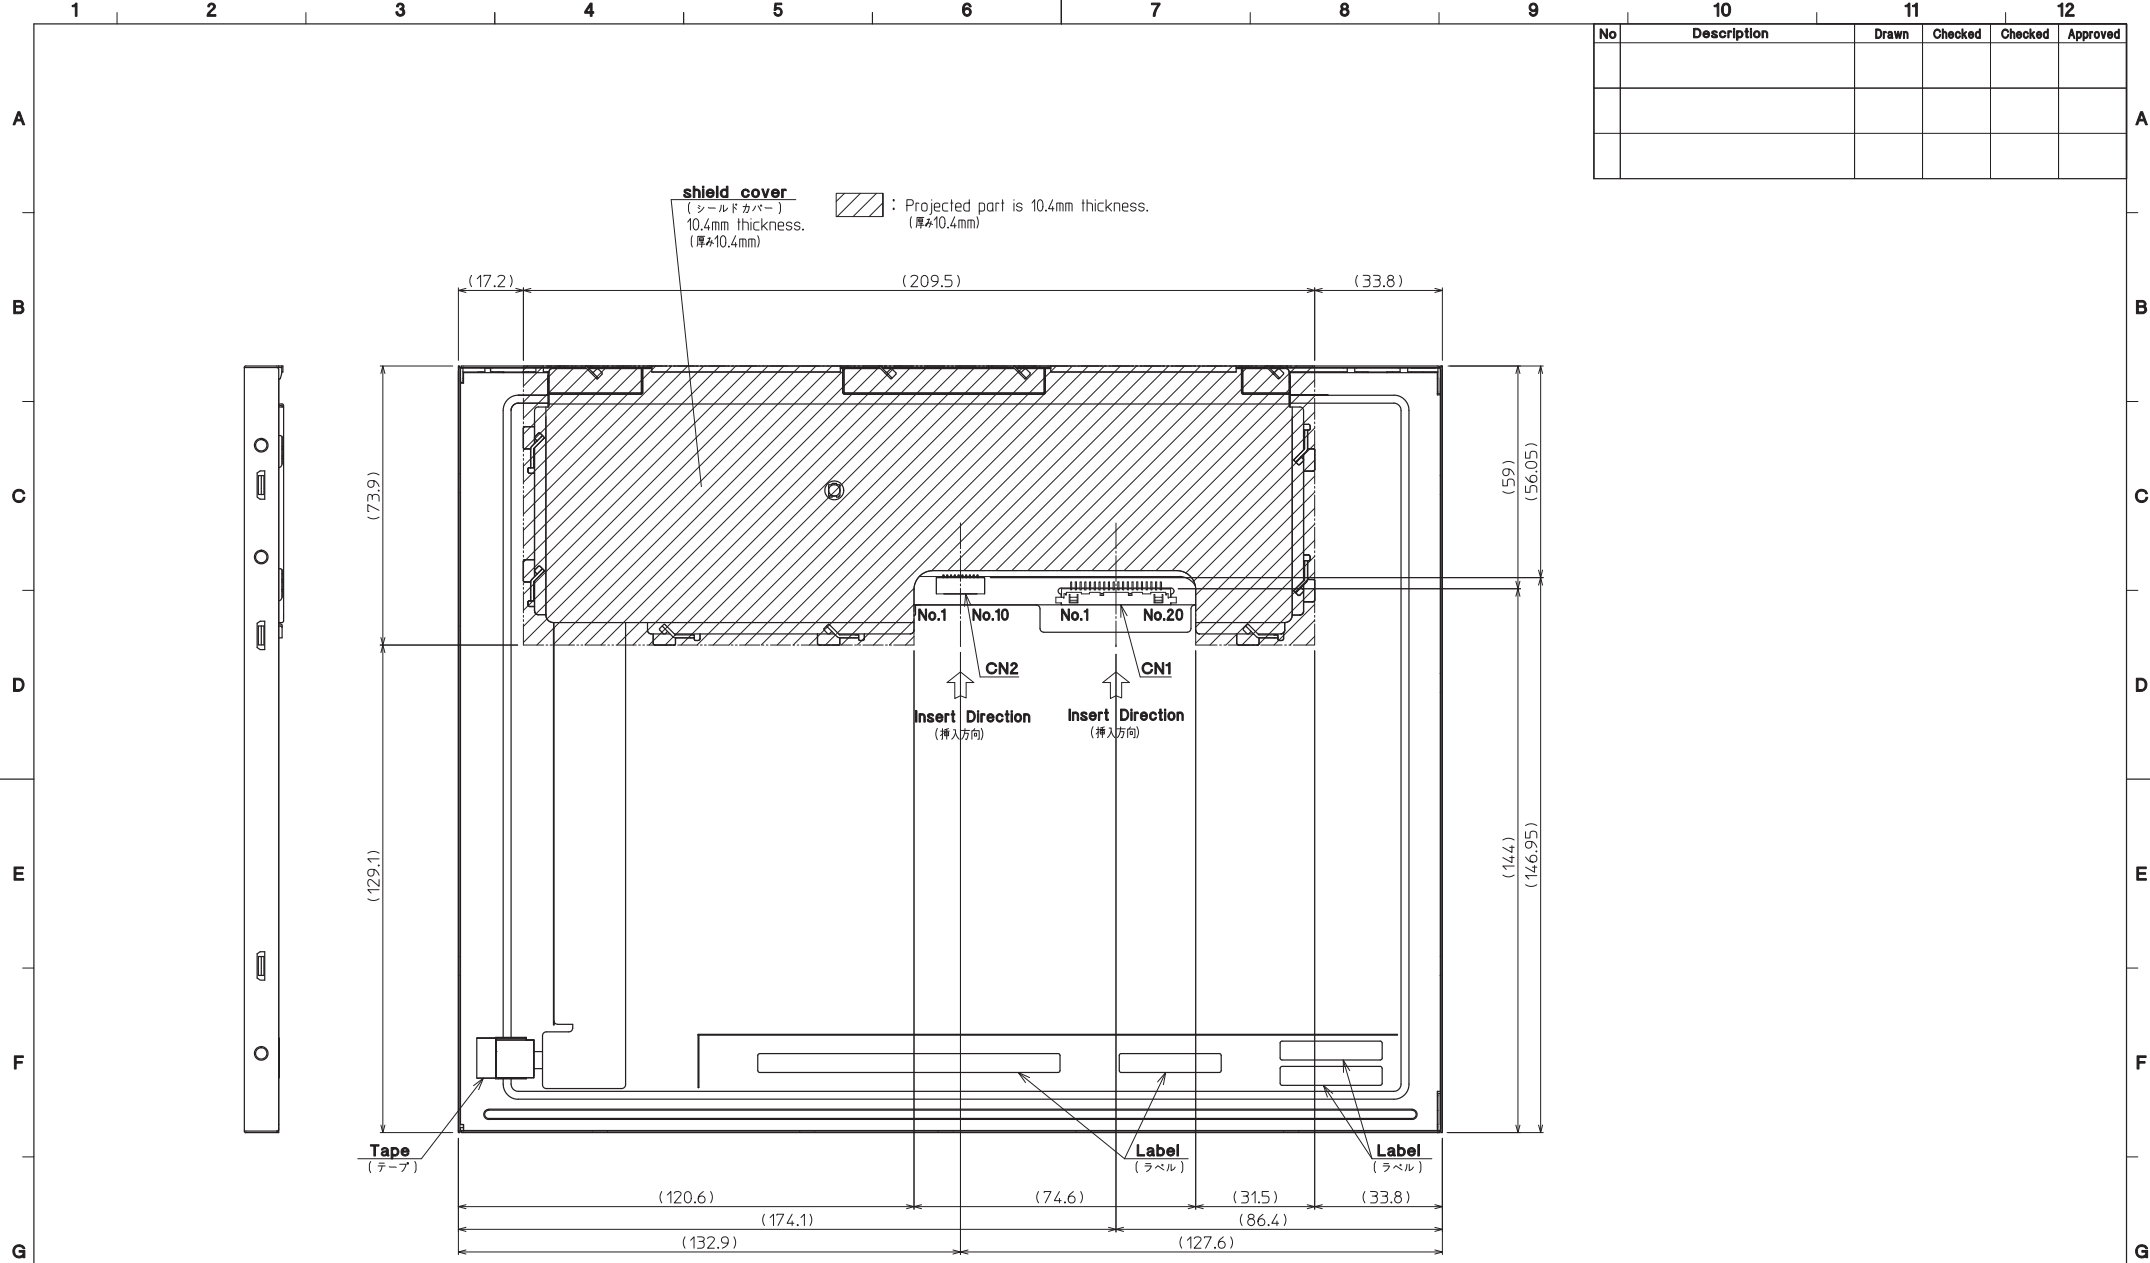 1 2 3 4 5 6 7 8 9 10 11 12
No Description Drawn Checked Checked Approved
A A
shield cover
(シールドカバー)
10.4mm thickness.
(厚み10.4mm)
: Projected part is 10.4mm thickness.
(厚み10.4mm)
(17.2) (209.5) (33.8)
B B
C C
(73.9)
(59)
(56.05)
No.1 No.10 No.1 No.20
CN2 CN1
D D
Insert Direction Insert Direction
(挿入方向) (挿入方向)
(129.1)
(144)
(146.95)
E E
F F
Tape
(テープ)
Label
(ラベル)
Label
(ラベル)
(120.6) (74.6) (31.5) (33.8)
(174.1) (86.4)
(132.9) (127.6)
G G